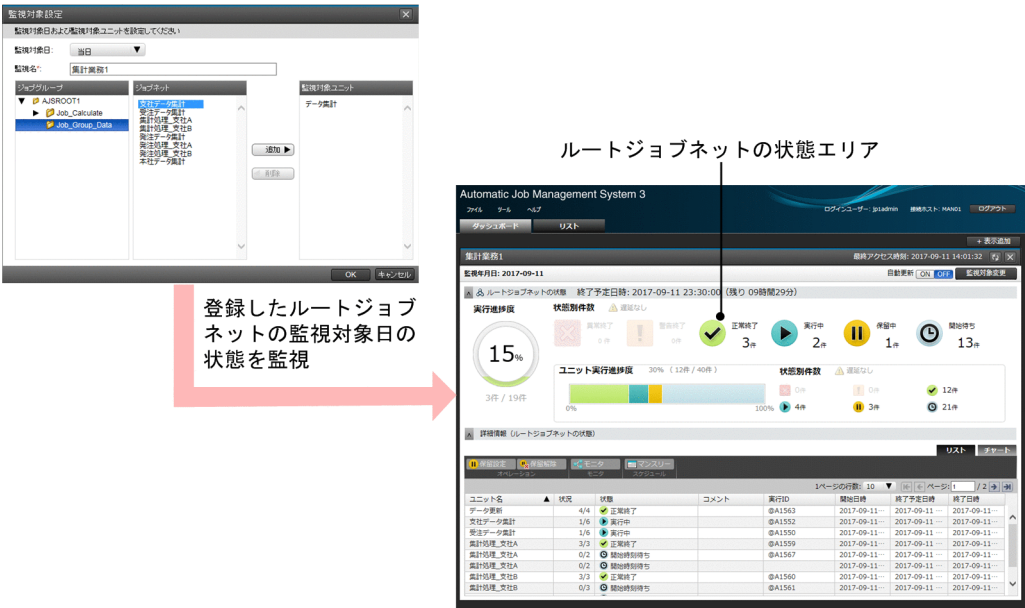 監視対象設定
監視対象日および監視対象ユニットを設定してください
監視対象日: 当日
監視名*: 集計業務1
ジョブグループ ジョブネット 監視対象ユニット
AJSROOT1
Job_Calculate
Job_Group_Data
支社データ集計
受注データ集計
集計処理_支社A
集計処理_支社B
発注データ集計
発注処理_支社A
発注処理_支社B
本社データ集計
追加
削除
データ集計
OK キャンセル
登録したルートジョブ
ネットの監視対象日の
状態を監視
ルートジョブネットの状態エリア
Automatic Job Management System 3
ファイル ツール ヘルプ
ログインユーザー: jp1admin 接続ホスト: MAN01 ログアウト
ダッシュボード リスト
+ 表示追加
集計業務1 最終アクセス時刻: 2017-09-11 14:01:32
監視年月日: 2017-09-11 自動更新 ON OFF 監視対象変更
ルートジョブネットの状態 終了予定日時: 2017-09-11 23:30:00 (残り 09時間29分)
実行進捗度 状態別件数 遅延なし
15%
3件 / 19件
異常終了 0件
警告終了 0件
正常終了 3件
実行中 2件
保留中 1件
開始待ち 13件
ユニット実行進捗度 30% ( 12件 / 40件 )
0% 100%
状態別件数 遅延なし
0件 0件 12件
4件 3件 21件
詳細情報 (ルートジョブネットの状態)
リスト チャート
保留設定 保留解除 モニタ マンスリー
オペレーション モニタ スケジュール
1ページの行数: 10 ページ: 1 / 2
ユニット名 状況 状態 コメント 実行ID 開始日時 終了予定日時 終了日時
データ更新 4/4 正常終了 @A1563 2017-09-11… 2017-09-11 … 2017-09-11…
支社データ集計 1/6 実行中 @A1552 2017-09-11… 2017-09-11 … 2017-09-11…
受注データ集計 1/6 実行中 @A1550 2017-09-11… 2017-09-11 … 2017-09-11…
集計処理_支社A 3/3 正常終了 @A1559 2017-09-11… 2017-09-11 … 2017-09-11…
集計処理_支社A 0/2 開始時刻待ち @A1567 2017-09-11… 2017-09-11 … 2017-09-11…
集計処理_支社A 0/2 開始時刻待ち 2017-09-11… 2017-09-11 … 2017-09-11…
集計処理_支社B 3/3 正常終了 @A1560 2017-09-11… 2017-09-11 … 2017-09-11…
集計処理_支社B 0/3 開始時刻待ち @A1561 2017-09-11… 2017-09-11 … 2017-09-11…